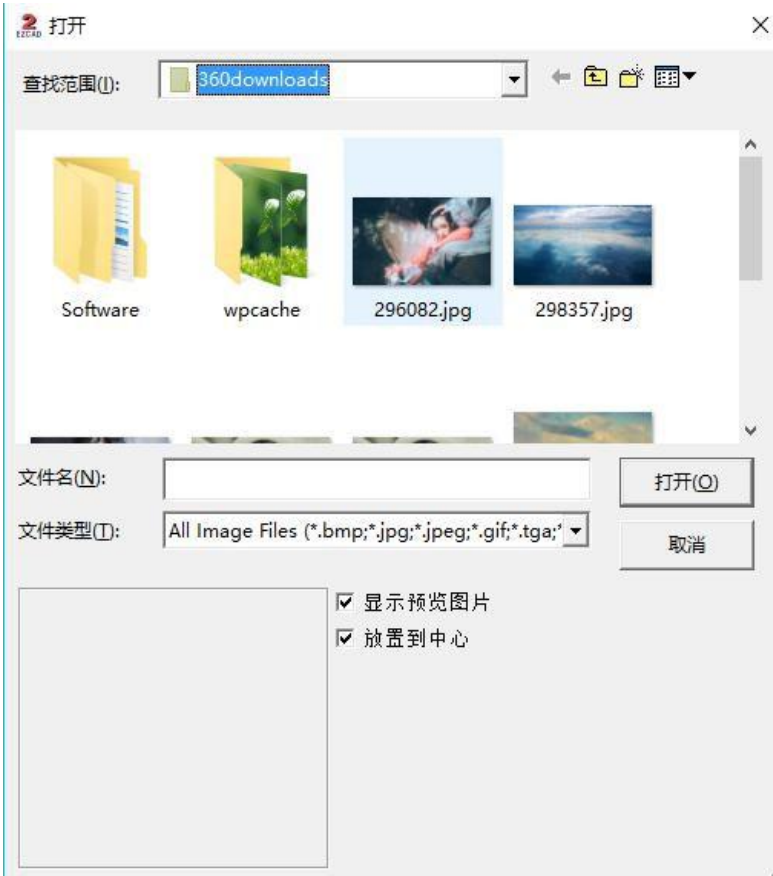 2
EZCAD 打开
查找范围(I): 360downloads
Software wpcache 296082.jpg 298357.jpg
文件名(N): 打开(O)
文件类型(T): All Image Files (*.bmp;*.jpg;*.jpeg;*.gif;*.tga;* 取消
显示预览图片
放置到中心